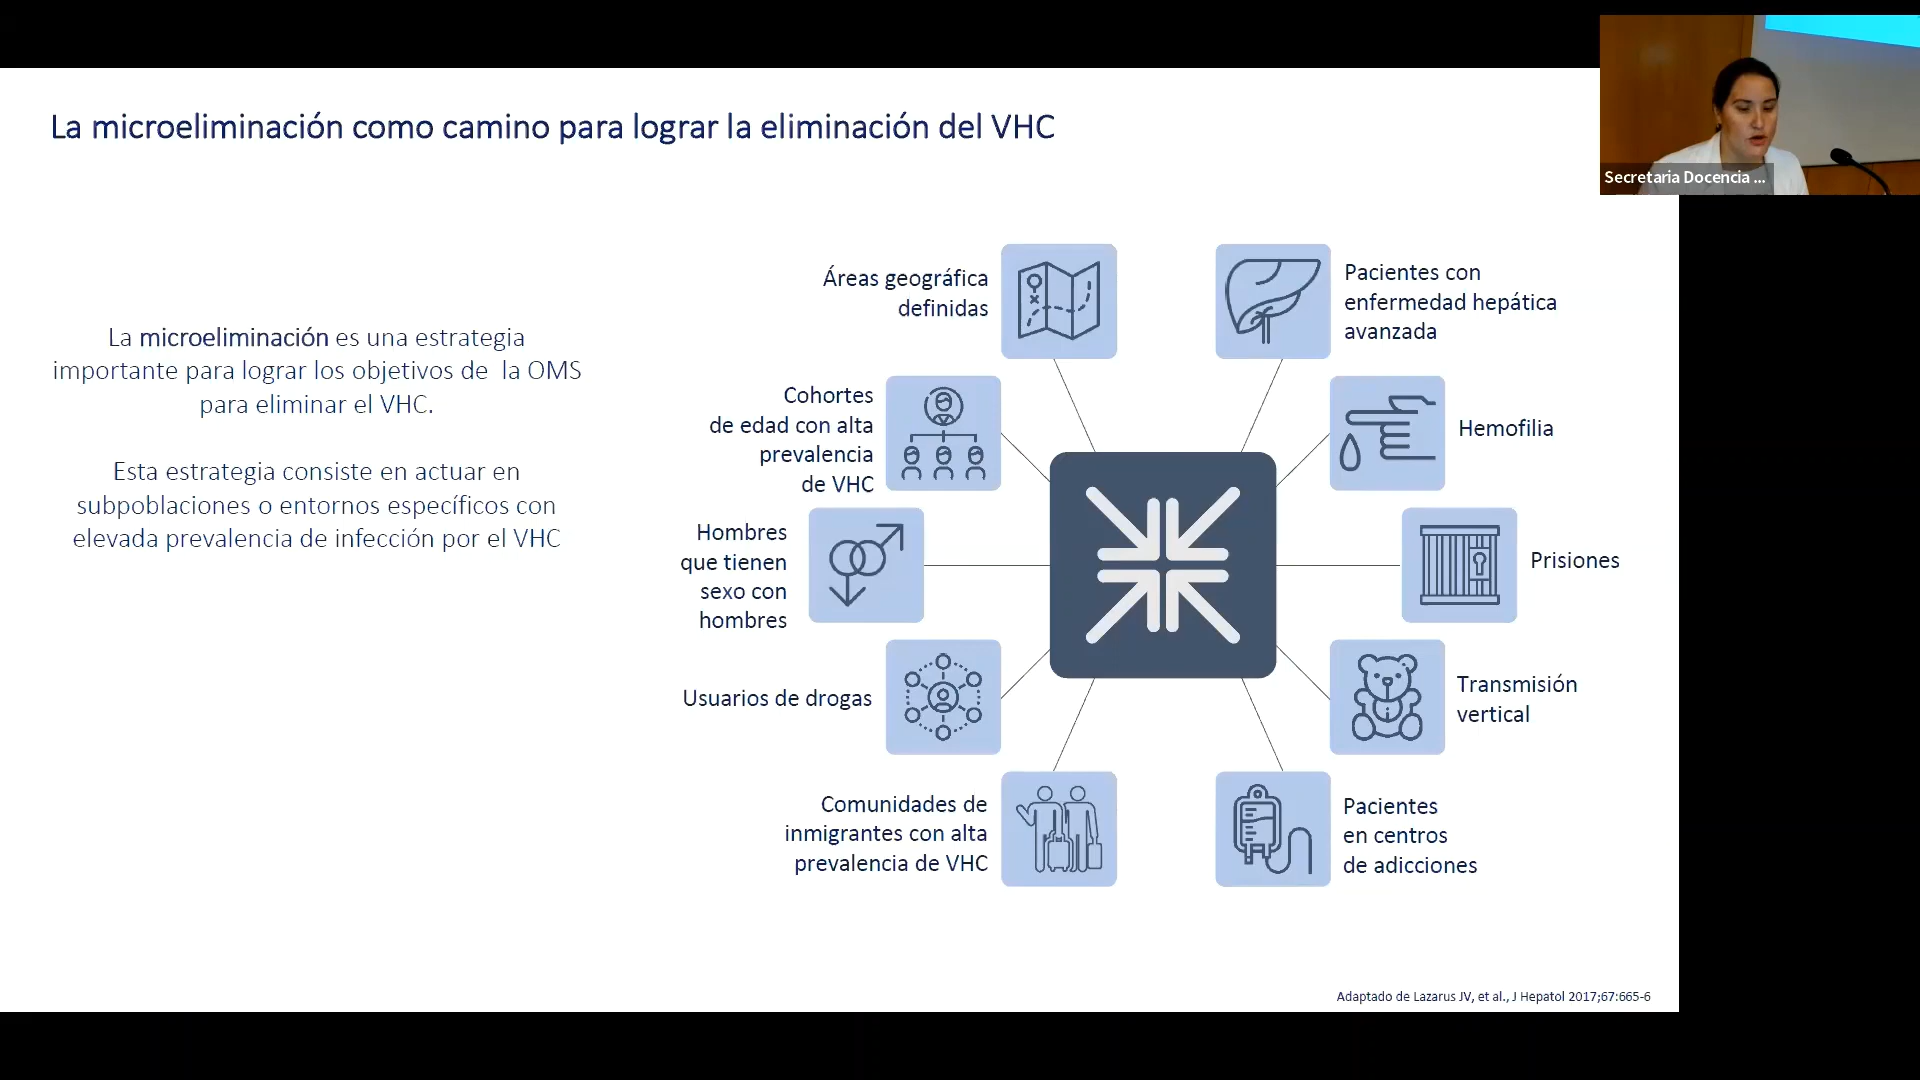 La microeliminación como camino para lograr la eliminación del VHC
Secretaria Docencia ...
La microeliminación es una estrategia
importante para lograr los objetivos de la OMS
para eliminar el VHC.
Esta estrategia consiste en actuar en
subpoblaciones o entornos específicos con
elevada prevalencia de infección por el VHC
Áreas geográfica
definidas
Cohortes
de edad con alta
prevalencia
de VHC
Hombres
que tienen
sexo con
hombres
Usuarios de drogas
Comunidades de
inmigrantes con alta
prevalencia de VHC
Pacientes con
enfermedad hepática
avanzada
Hemofilia
Prisiones
Transmisión
vertical
Pacientes
en centros
de adicciones
Adaptado de Lazarus JV, et al., J Hepatol 2017;67:665-6